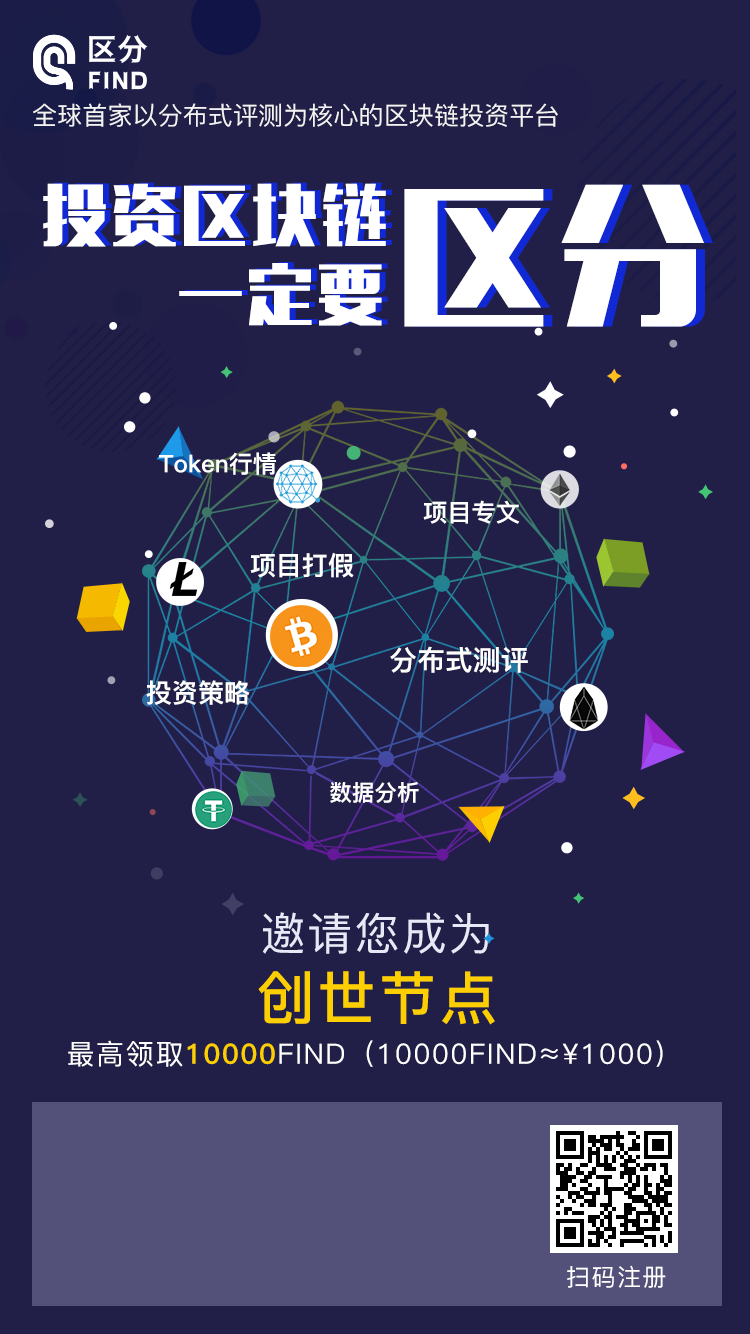 区分
FIND
全球首家以分布式评测为核心的区块链投资平台
投资区块链
一定要
区分
Token行情
项目专文
项目打假
分布式测评
投资策略
数据分析
邀请您成为
创世节点
最高领取10000FIND（10000FIND≈¥1000）
扫码注册